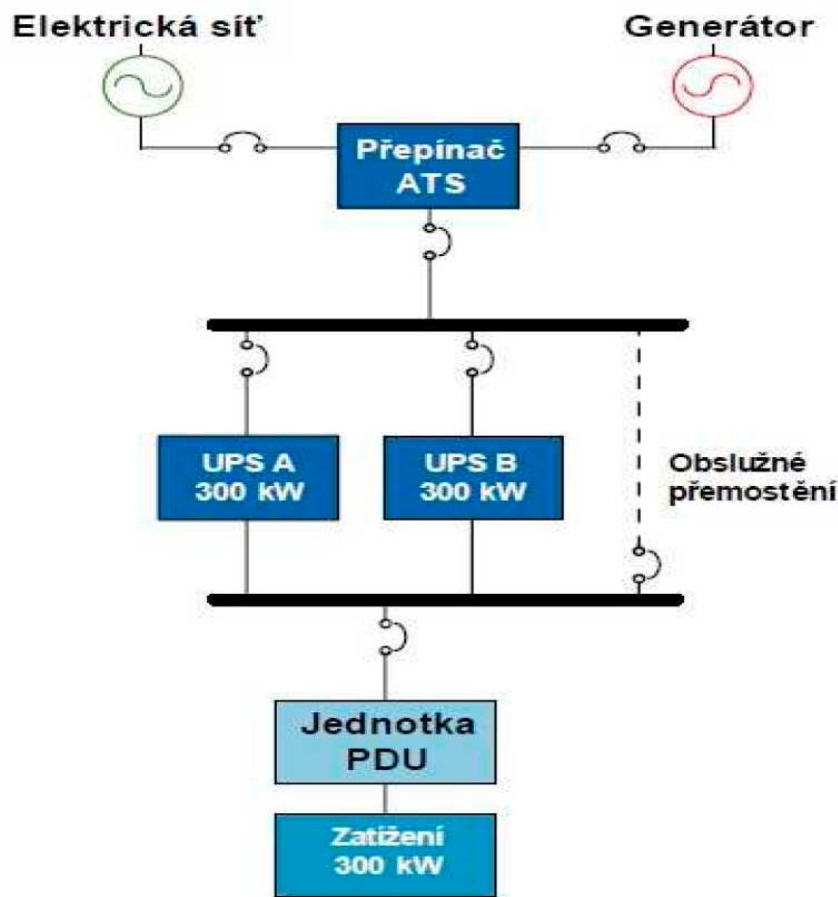 Elektrická síť
Generátor
Přepínač
ATS
UPS A
300 kW
UPS B
300 kW
Obslužné
přemostění
Jednotka
PDU
Zatížení
300 kW